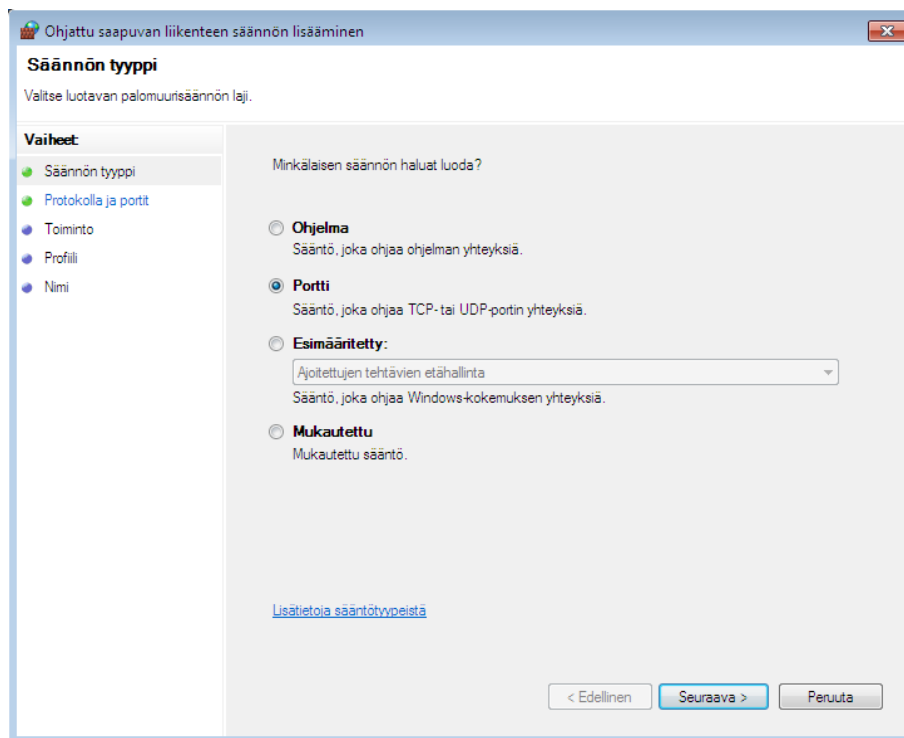 Ohjattu saapuvan liikenteen säännön lisääminen
Säännön tyyppi
Valitse luotavan palomuurisäännön laji.
Vaiheet:
Säännön tyyppi
Protokolla ja portit
Toiminto
Profiili
Nimi
Minkälaisen säännön haluat luoda?
Ohjelma
Sääntö, joka ohjaa ohjelman yhteyksiä.
Portti
Sääntö, joka ohjaa TCP- tai UDP-portin yhteyksiä.
Esimääritetty:
Ajoitettujen tehtävien etähallinta
Sääntö, joka ohjaa Windows-kokemuksen yhteyksiä.
Mukautettu
Mukautettu sääntö.
Lisätietoja sääntötyypeistä
< Edellinen
Seuraava >
Peruuta